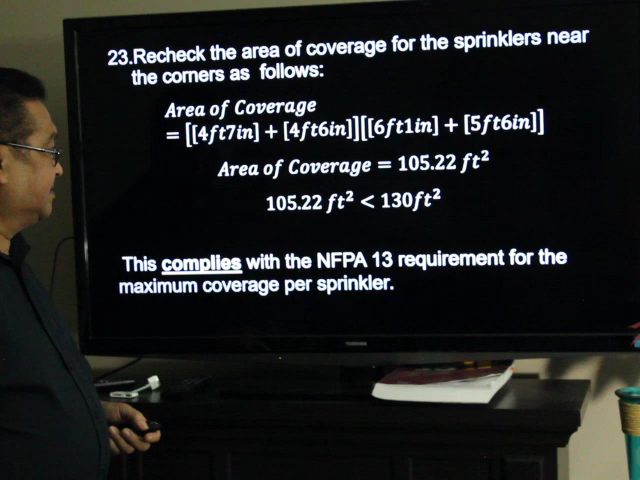 23.Recheck the area of coverage for the sprinklers near
the corners as follows:
Area of Coverage
= [[4ft7in] + [4ft6in]][[6ft1in] + [5ft6in]]
Area of Coverage = 105.22 ft²
105.22 ft² < 130ft²
This complies with the NFPA 13 requirement for the
maximum coverage per sprinkler.
TOSHIBA